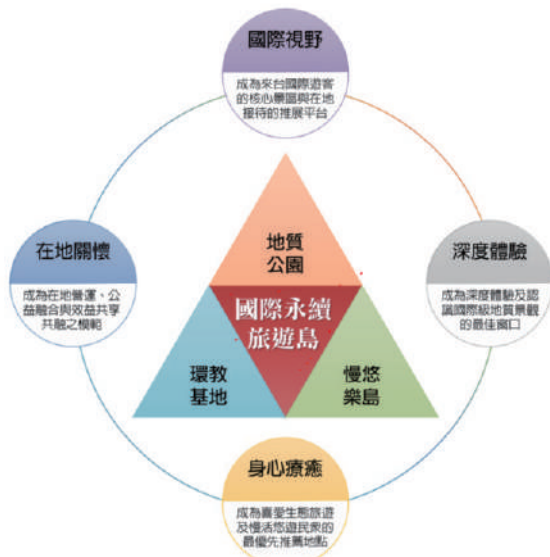 國際視野
成為來台國際遊客
的核心景區與在地
接待的推展平台
在地關懷
成為在地營運、公
益融合與效益共享
共融之模範
地質
公園
國際永續
旅遊島
環教
基地
慢悠
樂島
深度體驗
成為深度體驗及認
識國際級地質景觀
的最佳窗口
身心療癒
成為喜愛生態旅遊
及慢活悠遊民眾的
最優先推薦地點